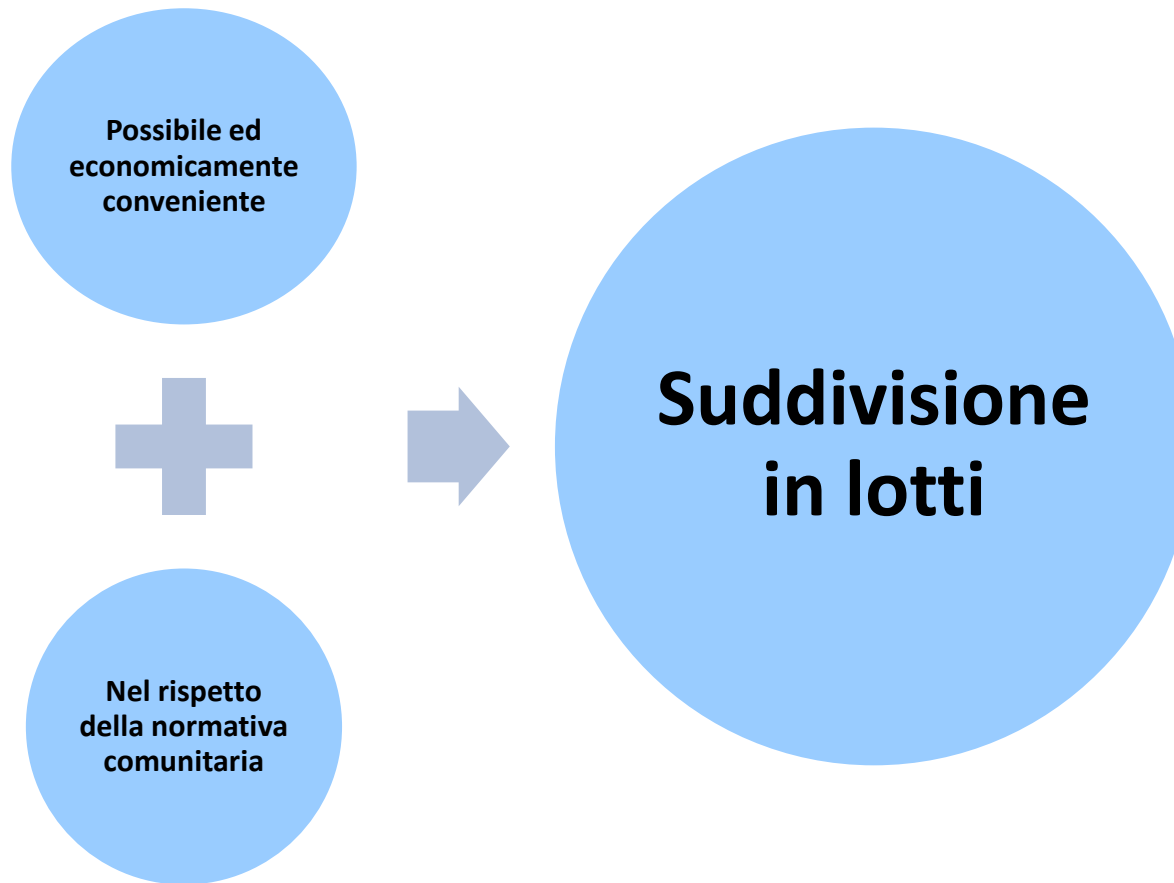 Possibile ed
economicamente
conveniente
Nel rispetto
della normativa
comunitaria
Suddivisione
in lotti